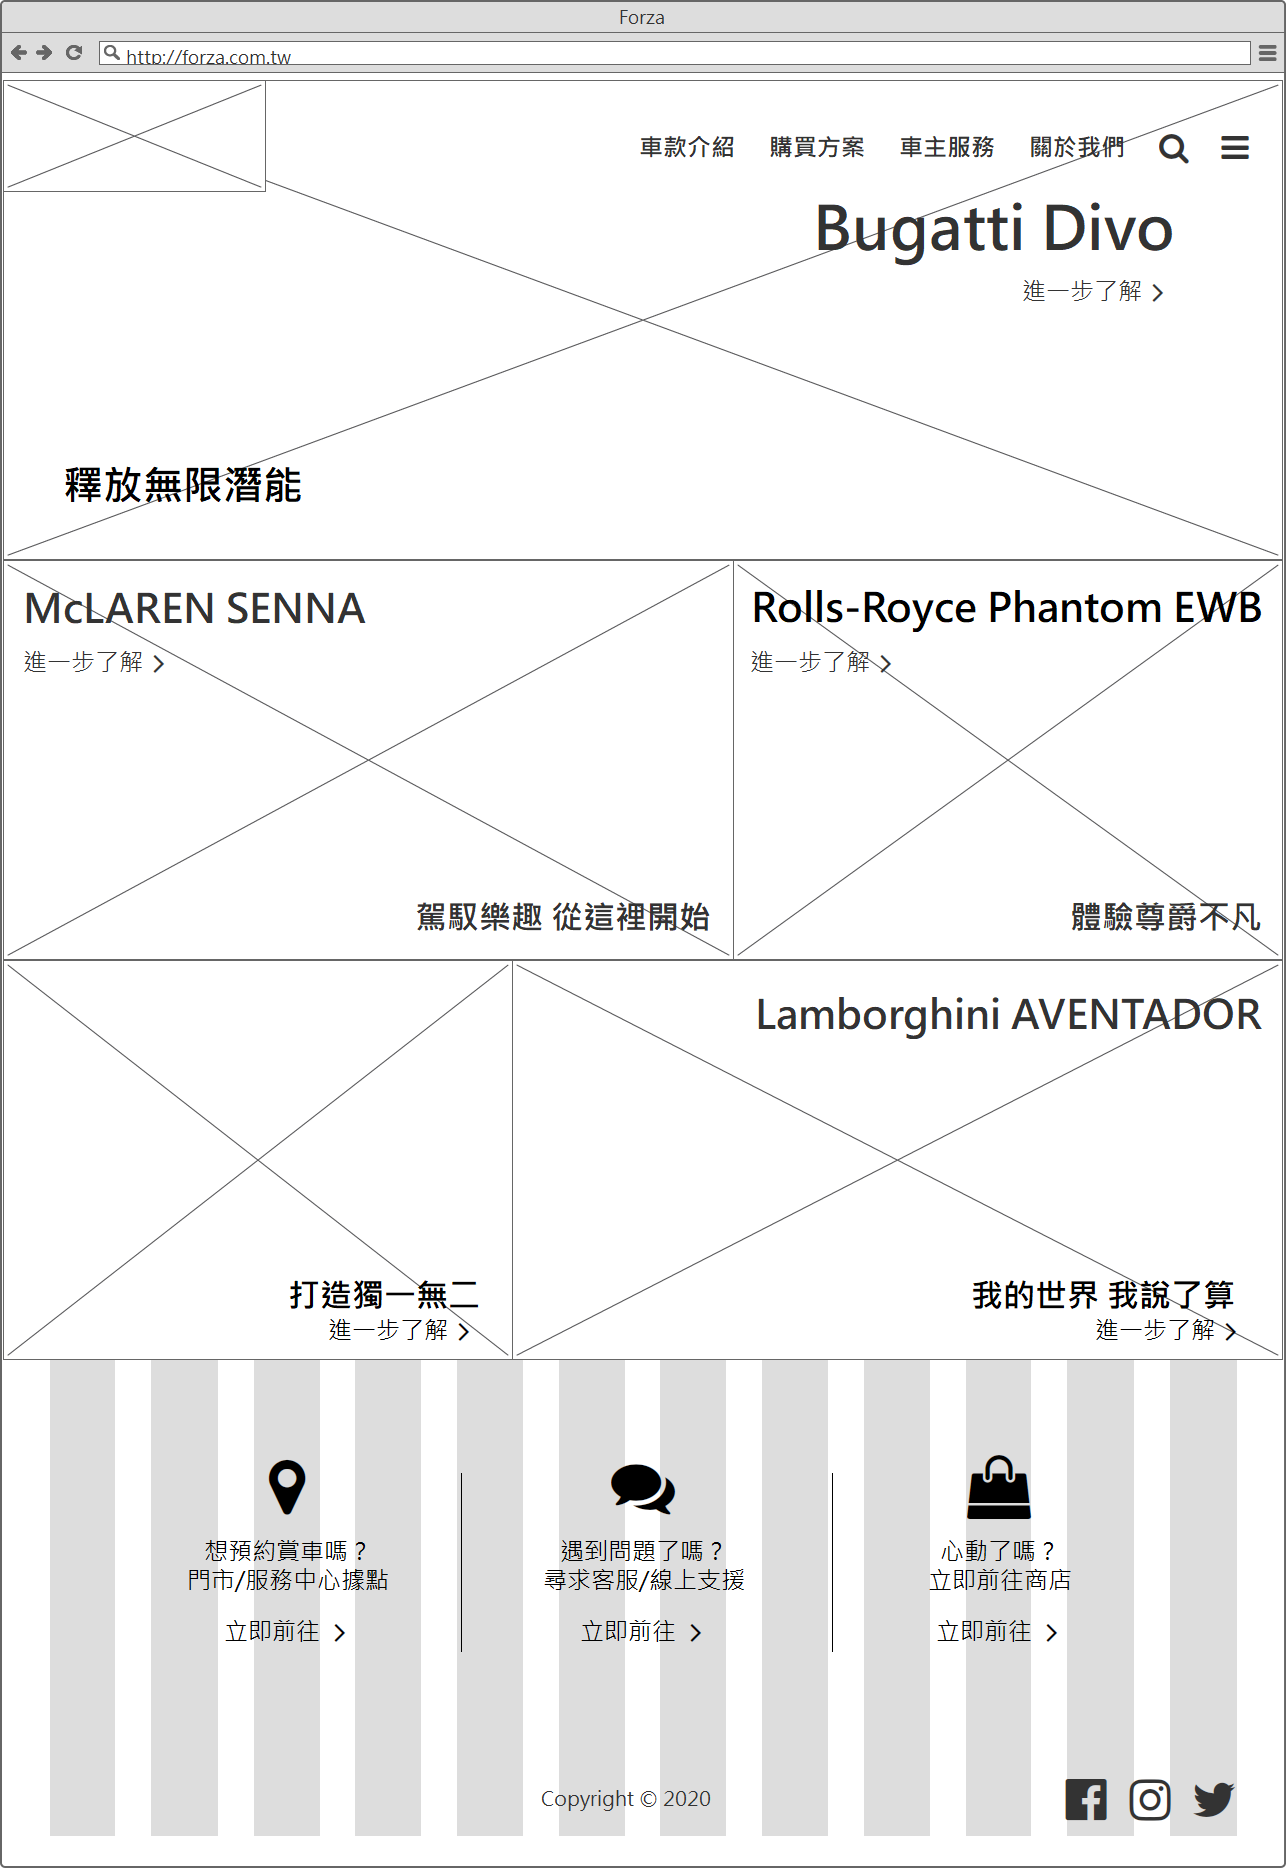 Forza
http://forza.com.tw
車款介紹 購買方案 車主服務 關於我們
Bugatti Divo
進一步了解
釋放無限潛能
McLAREN SENNA
進一步了解
駕馭樂趣 從這裡開始
Rolls-Royce Phantom EWB
進一步了解
體驗尊爵不凡
打造獨一無二
進一步了解
Lamborghini AVENTADOR
我的世界 我說了算
進一步了解
想預約賞車嗎？
門市/服務中心據點
立即前往
遇到問題了嗎？
尋求客服/線上支援
立即前往
心動了嗎？
立即前往商店
立即前往
Copyright © 2020